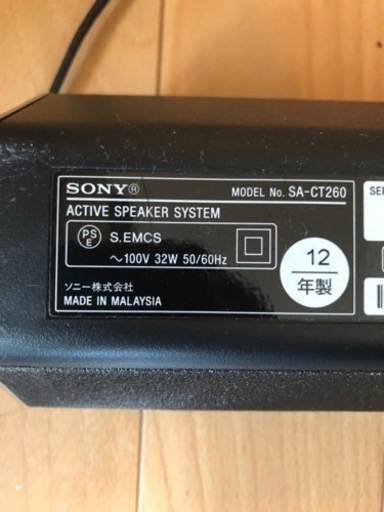 SONY® MODEL No. SA-CT260
ACTIVE SPEAKER SYSTEM
PS
E
S.EMCS
～100V 32W 50/60Hz
12
年製
ソニー株式会社
MADE IN MALAYSIA
SE